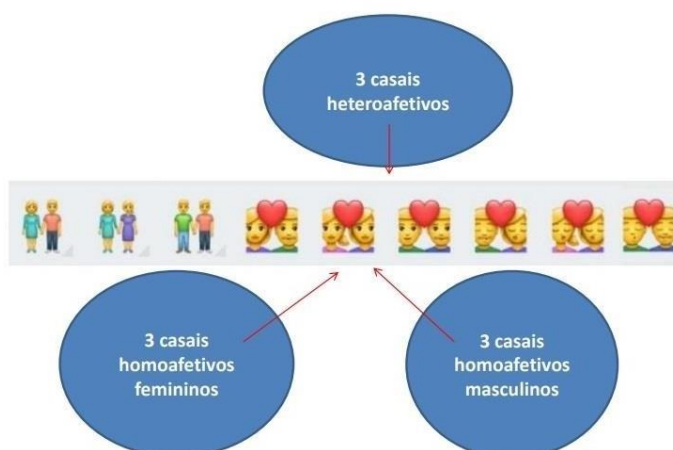 3 casais
heteroafetivos
3 casais
homoafetivos
femininos
3 casais
homoafetivos
masculinos